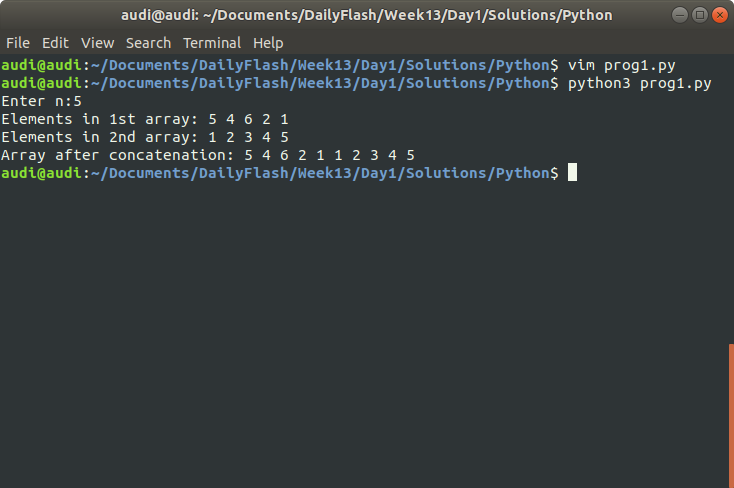 audi@audi: ~/Documents/DailyFlash/Week13/Day1/Solutions/Python
File Edit View Search Terminal Help
audi@audi:~/Documents/DailyFlash/Week13/Day1/Solutions/Python$ vim prog1.py
audi@audi:~/Documents/DailyFlash/Week13/Day1/Solutions/Python$ python3 prog1.py
Enter n:5
Elements in 1st array: 5 4 6 2 1
Elements in 2nd array: 1 2 3 4 5
Array after concatenation: 5 4 6 2 1 1 2 3 4 5
audi@audi:~/Documents/DailyFlash/Week13/Day1/Solutions/Python$